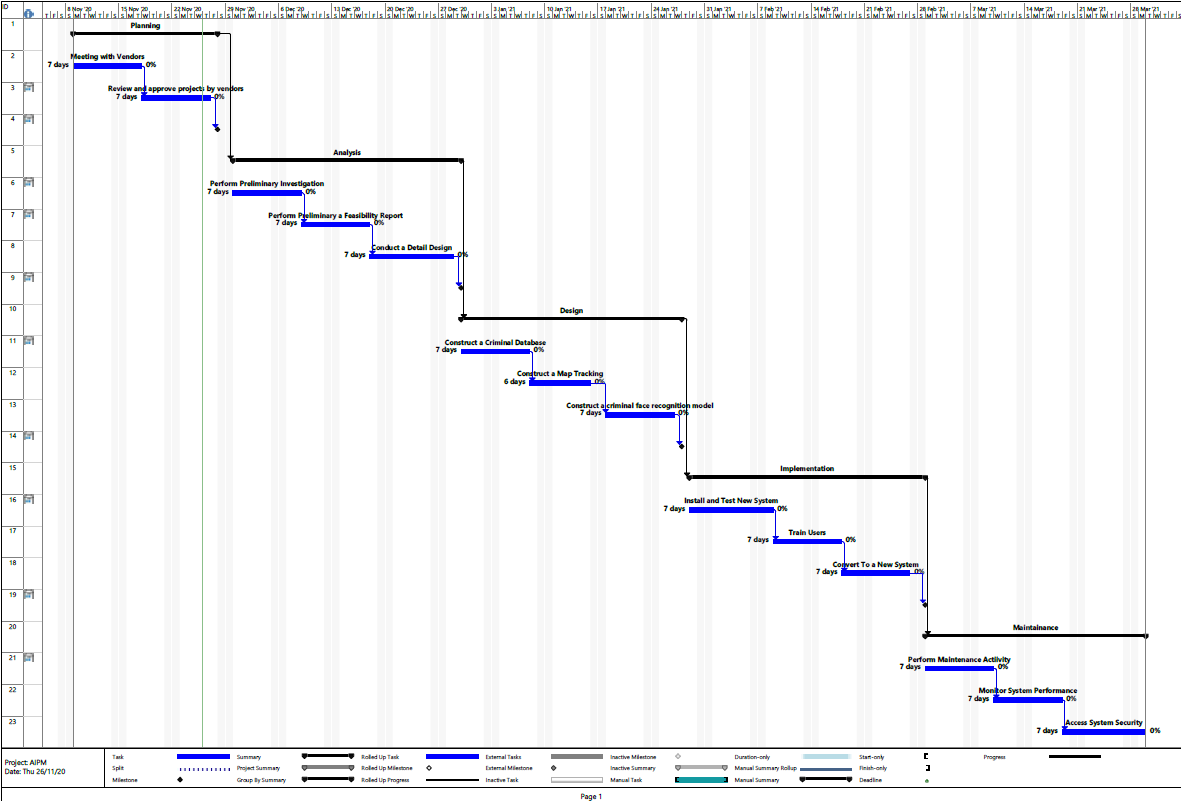 ID
8 Nov '20 15 Nov '20 22 Nov '20 29 Nov '20 6 Dec '20 13 Dec '20 20 Dec '20 27 Dec '20 3 Jan '21 10 Jan '21 17 Jan '21 24 Jan '21 31 Jan '21 7 Feb '21 14 Feb '21 21 Feb '21 28 Feb '21 7 Mar '21 14 Mar '21 21 Mar '21 28 Mar '21
1 Planning
2 Meeting with Vendors
7 days 0%
3 Review and approve projects by vendors
7 days 0%
4
5 Analysis
6 Perform Preliminary Investigation
7 days 0%
7 Perform Preliminary a Feasibility Report
7 days 0%
8 Conduct a Detail Design
7 days 0%
9
10 Design
11 Construct a Criminal Database
7 days 0%
12 Construct a Map Tracking
6 days 0%
13 Construct a criminal face recognition model
7 days 0%
14
15 Implementation
16 Install and Test New System
7 days 0%
17 Train Users
7 days 0%
18 Convert To a New System
7 days 0%
19
20 Maintainance
21 Perform Maintenance Activity
7 days 0%
22 Monitor System Performance
7 days 0%
23 Access System Security
7 days 0%
Project: AIPM
Date: Thu 26/11/20
Task Summary Rolled Up Task External Tasks Inactive Milestone Duration-only Start-only Progress
Split Project Summary Rolled Up Milestone External Milestone Inactive Summary Manual Summary Rollup Finish-only
Milestone Group By Summary Rolled Up Progress Inactive Task Manual Task Manual Summary Deadline
Page 1